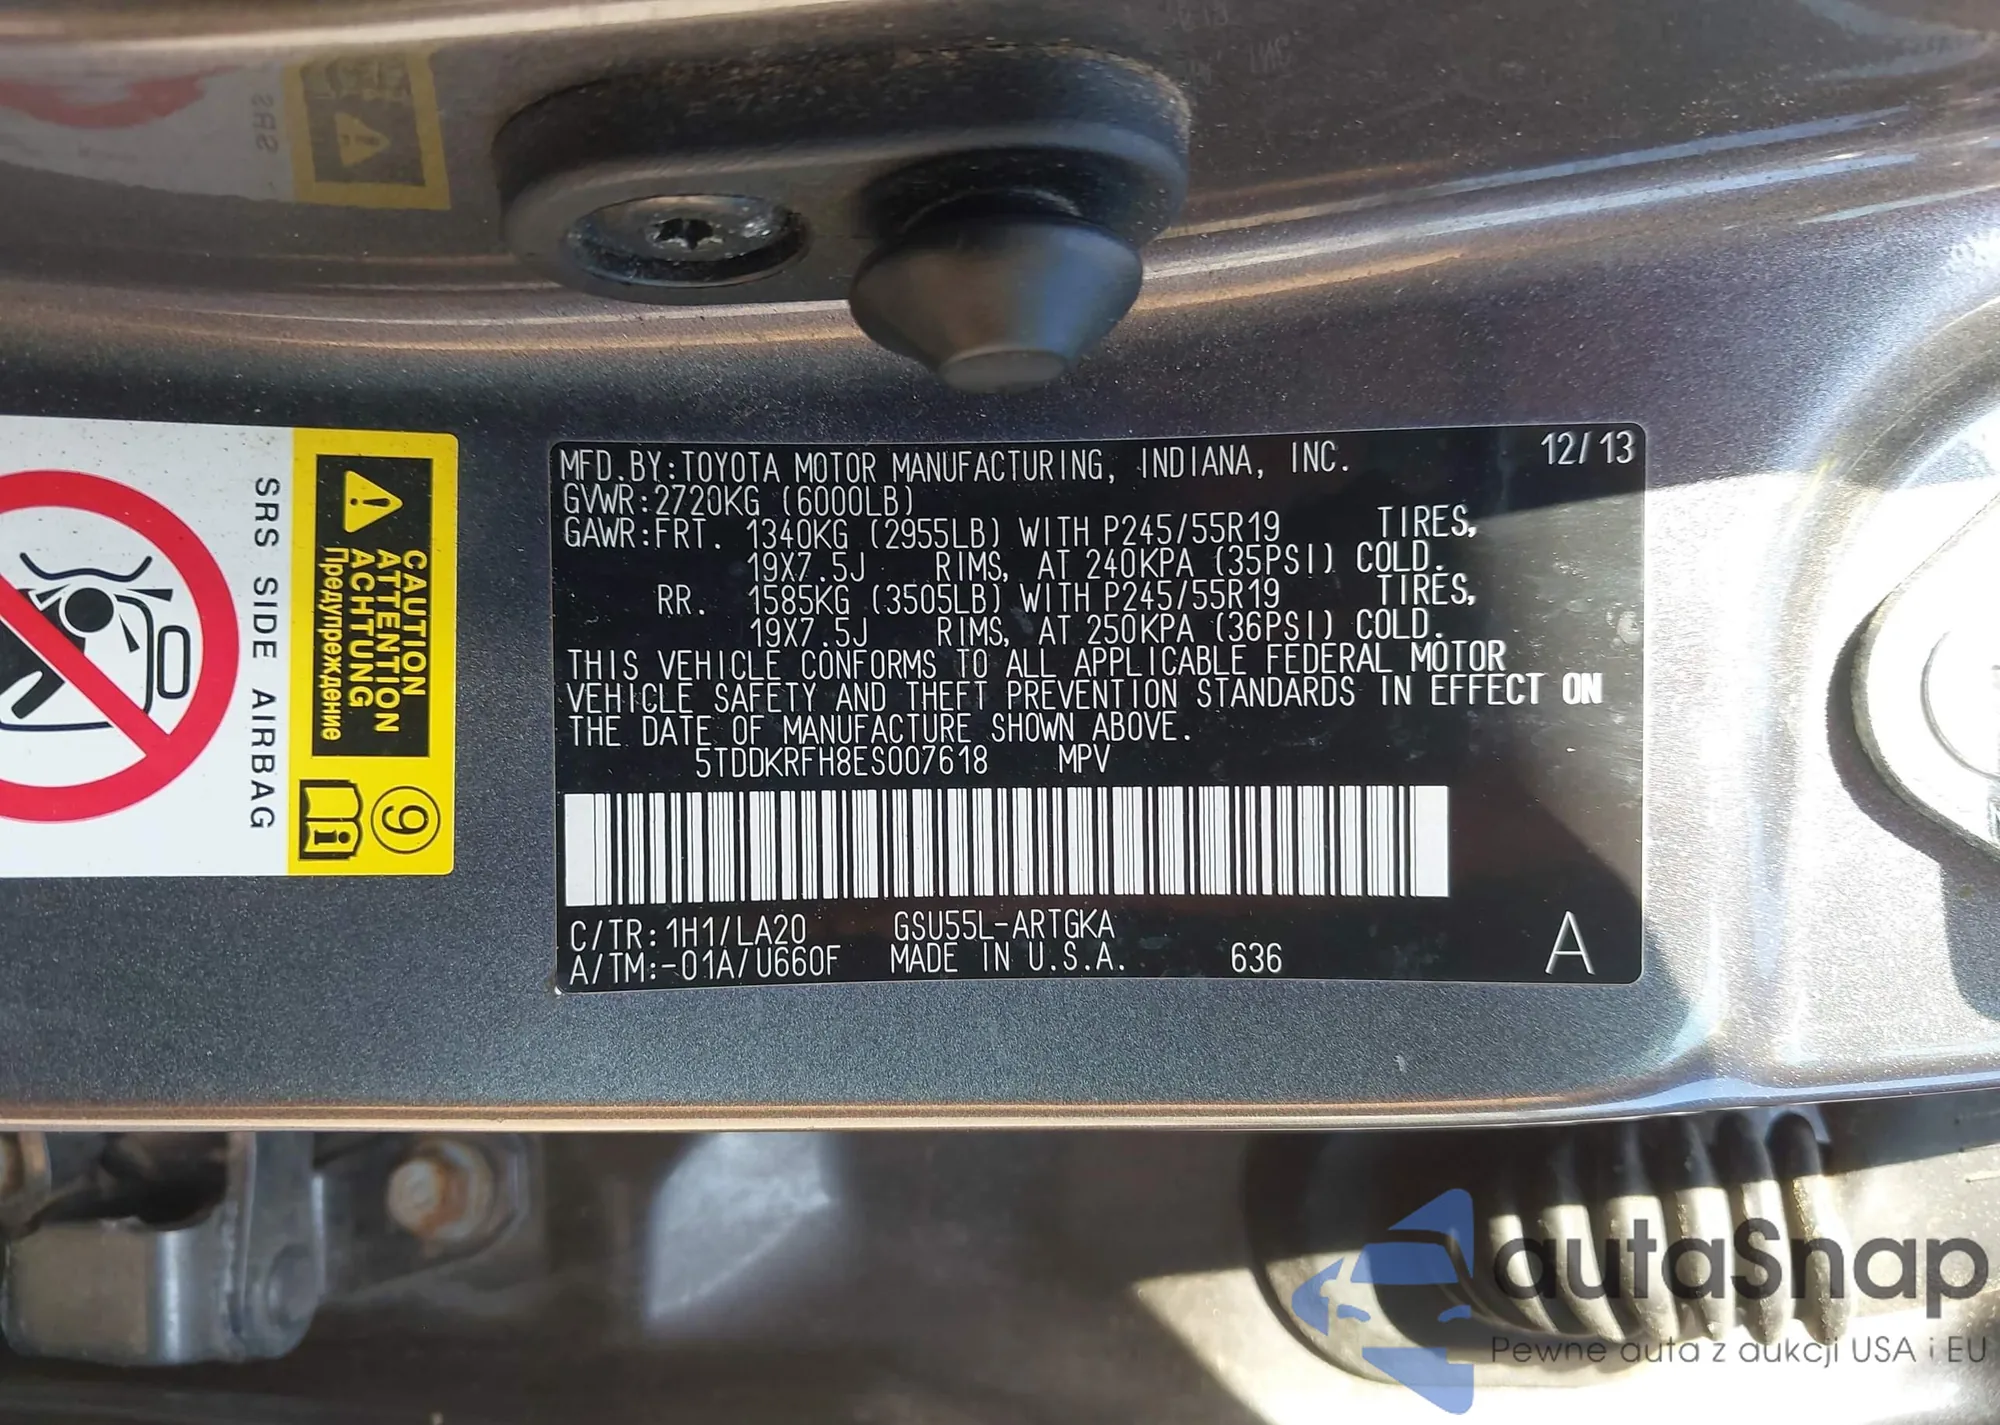 MFD.BY:TOYOTA MOTOR MANUFACTURING, INDIANA, INC. 12/13
GVWR:2720KG (6000LB)
GAWR:FRT. 1340KG (2955LB) WITH P245/55R19 TIRES,
19X7.5J RIMS, AT 240KPA (35PSI) COLD.
RR. 1585KG (3505LB) WITH P245/55R19 TIRES,
19X7.5J RIMS, AT 250KPA (36PSI) COLD.
THIS VEHICLE CONFORMS TO ALL APPLICABLE FEDERAL MOTOR
VEHICLE SAFETY AND THEFT PREVENTION STANDARDS IN EFFECT ON
THE DATE OF MANUFACTURE SHOWN ABOVE.
5TDDKRFH8ES007618 MPV
C/TR:1H1/LA20 GSU55L-ARTGKA
A/TM:-01A/U660F MADE IN U.S.A. 636 A
CAUTION
ATTENTION
ACHTUNG
Предупреждение
SRS SIDE AIRBAG
9
SRS
autaSnap
Pewne auta z aukcji USA i EU